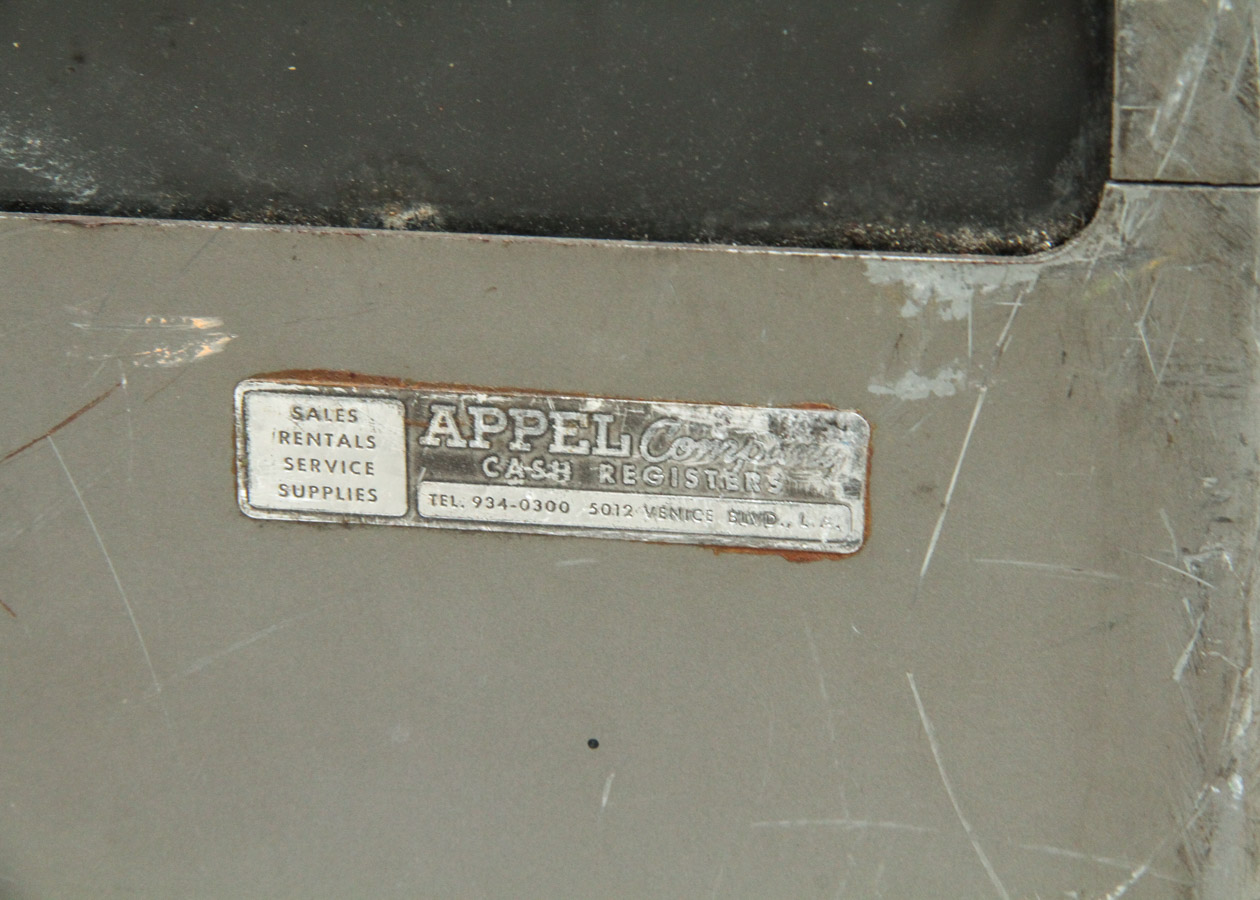 SALES
RENTALS
SERVICE
SUPPLIES
APPEL Company
CASH REGISTERS
TEL. 934-0300 5012 VENICE BLVD., L. A.